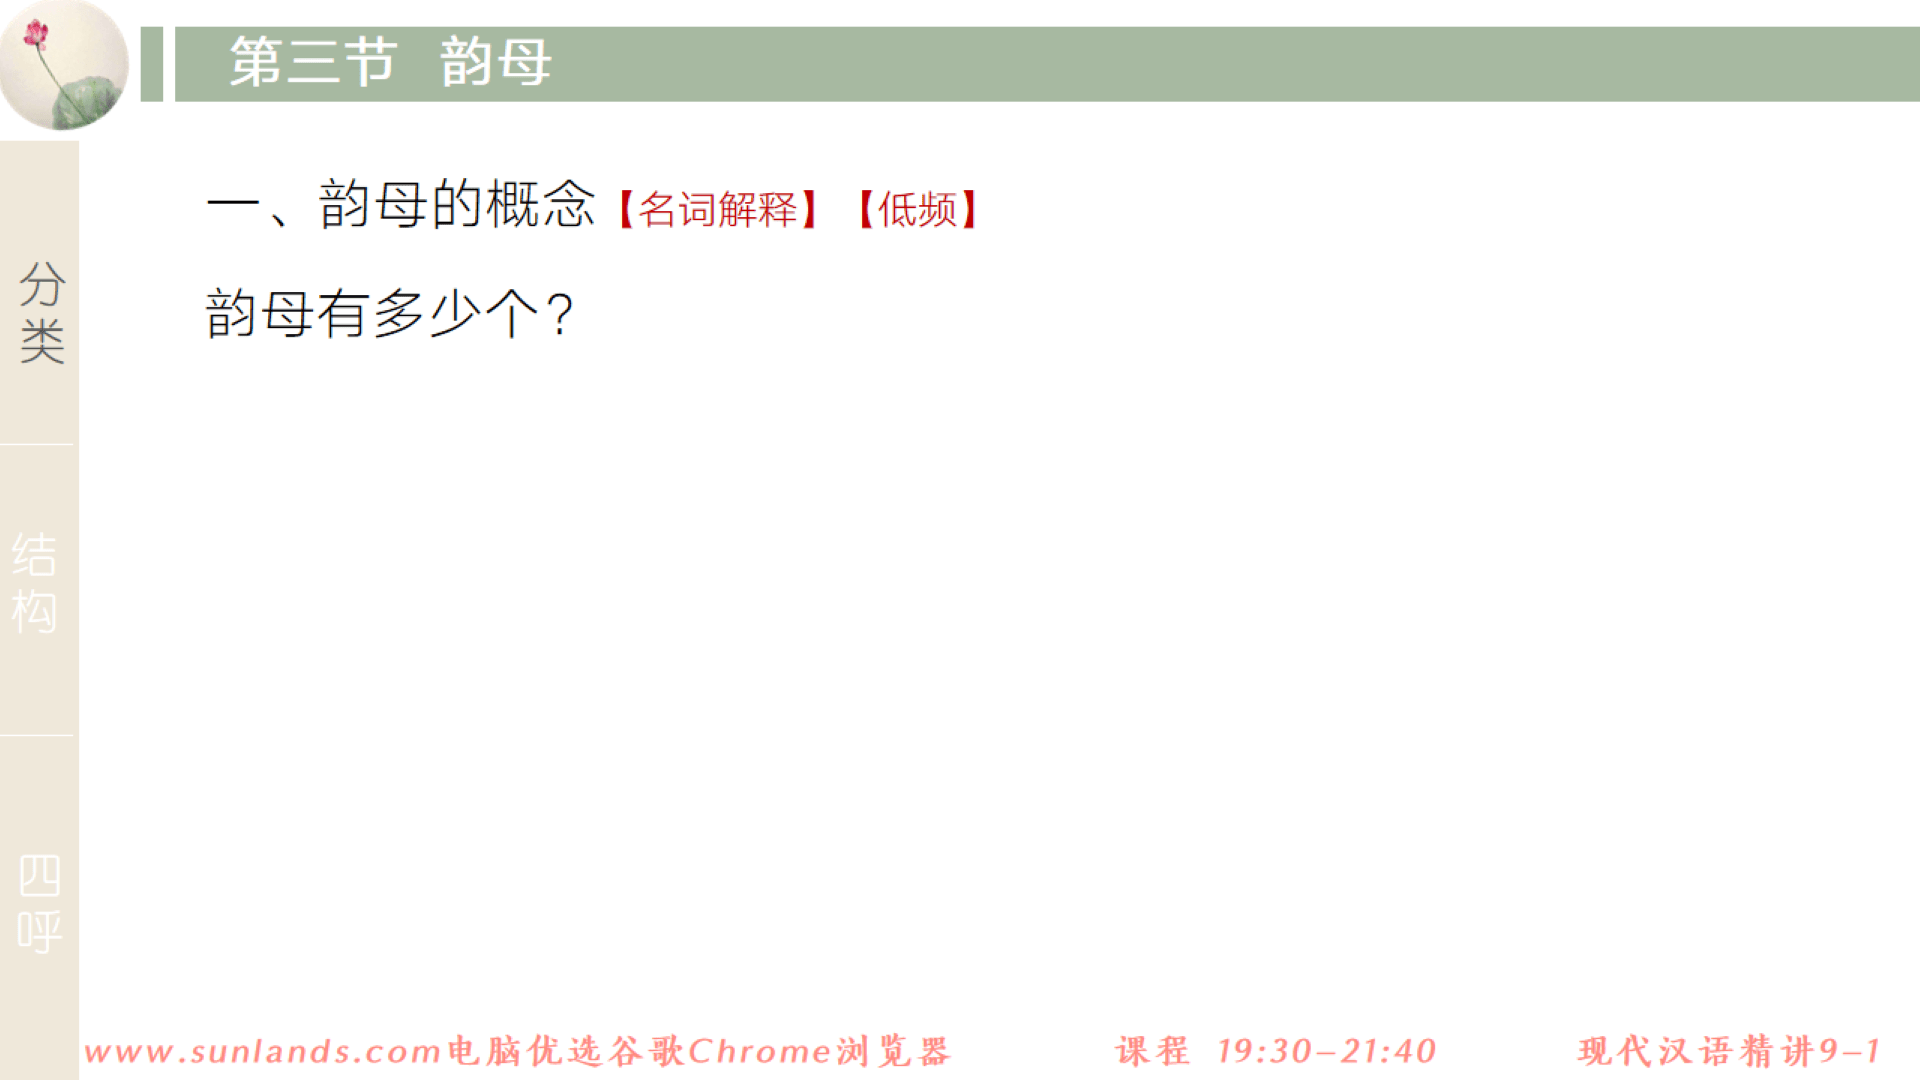 第三节 韵母
一、韵母的概念【名词解释】【低频】
韵母有多少个？
分类
结构
四呼
www.sunlands.com电脑优选谷歌Chrome浏览器 课程 19:30-21:40 现代汉语精讲9-1